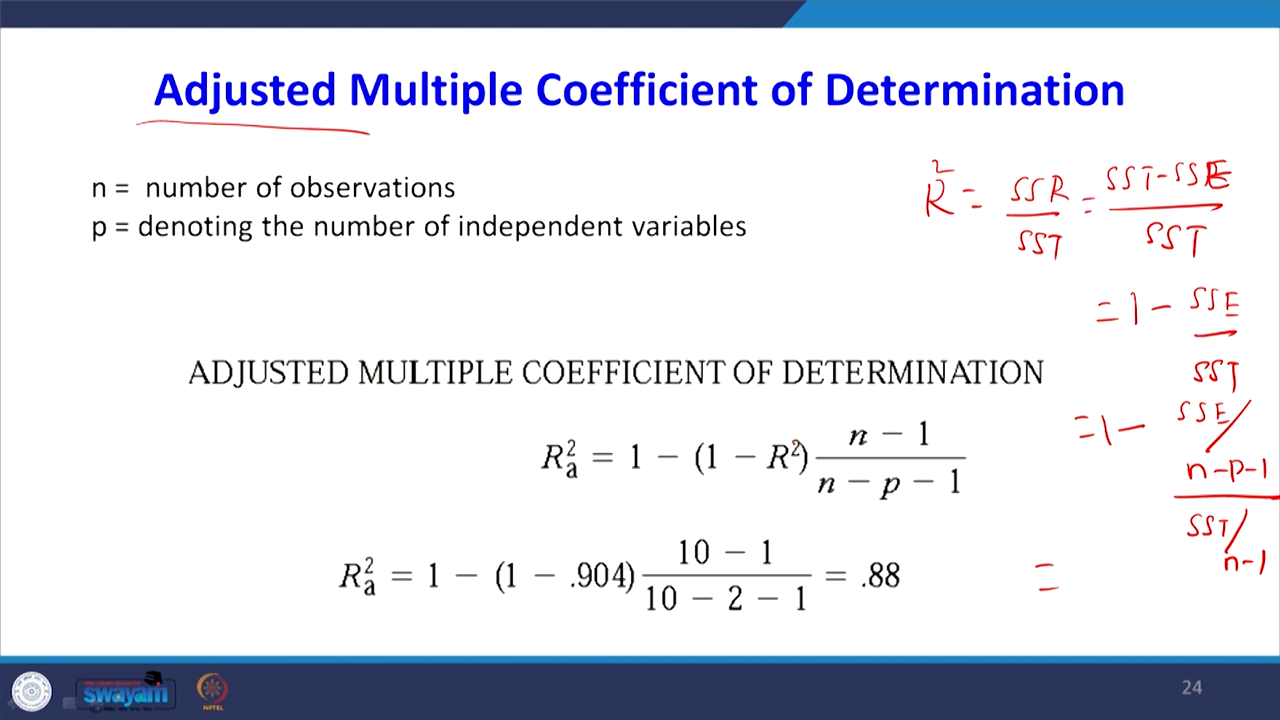 Adjusted Multiple Coefficient of Determination
n = number of observations
p = denoting the number of independent variables
R² = SSR/SST = SST-SSE/SST
= 1 - SSE/SST
= 1 - (SSE/n-p-1)/(SST/n-1)
=
ADJUSTED MULTIPLE COEFFICIENT OF DETERMINATION
R²ₐ = 1 − (1 − R²) (n − 1)/(n − p − 1)
R²ₐ = 1 − (1 − .904) (10 − 1)/(10 − 2 − 1) = .88
swayam
NPTEL
24